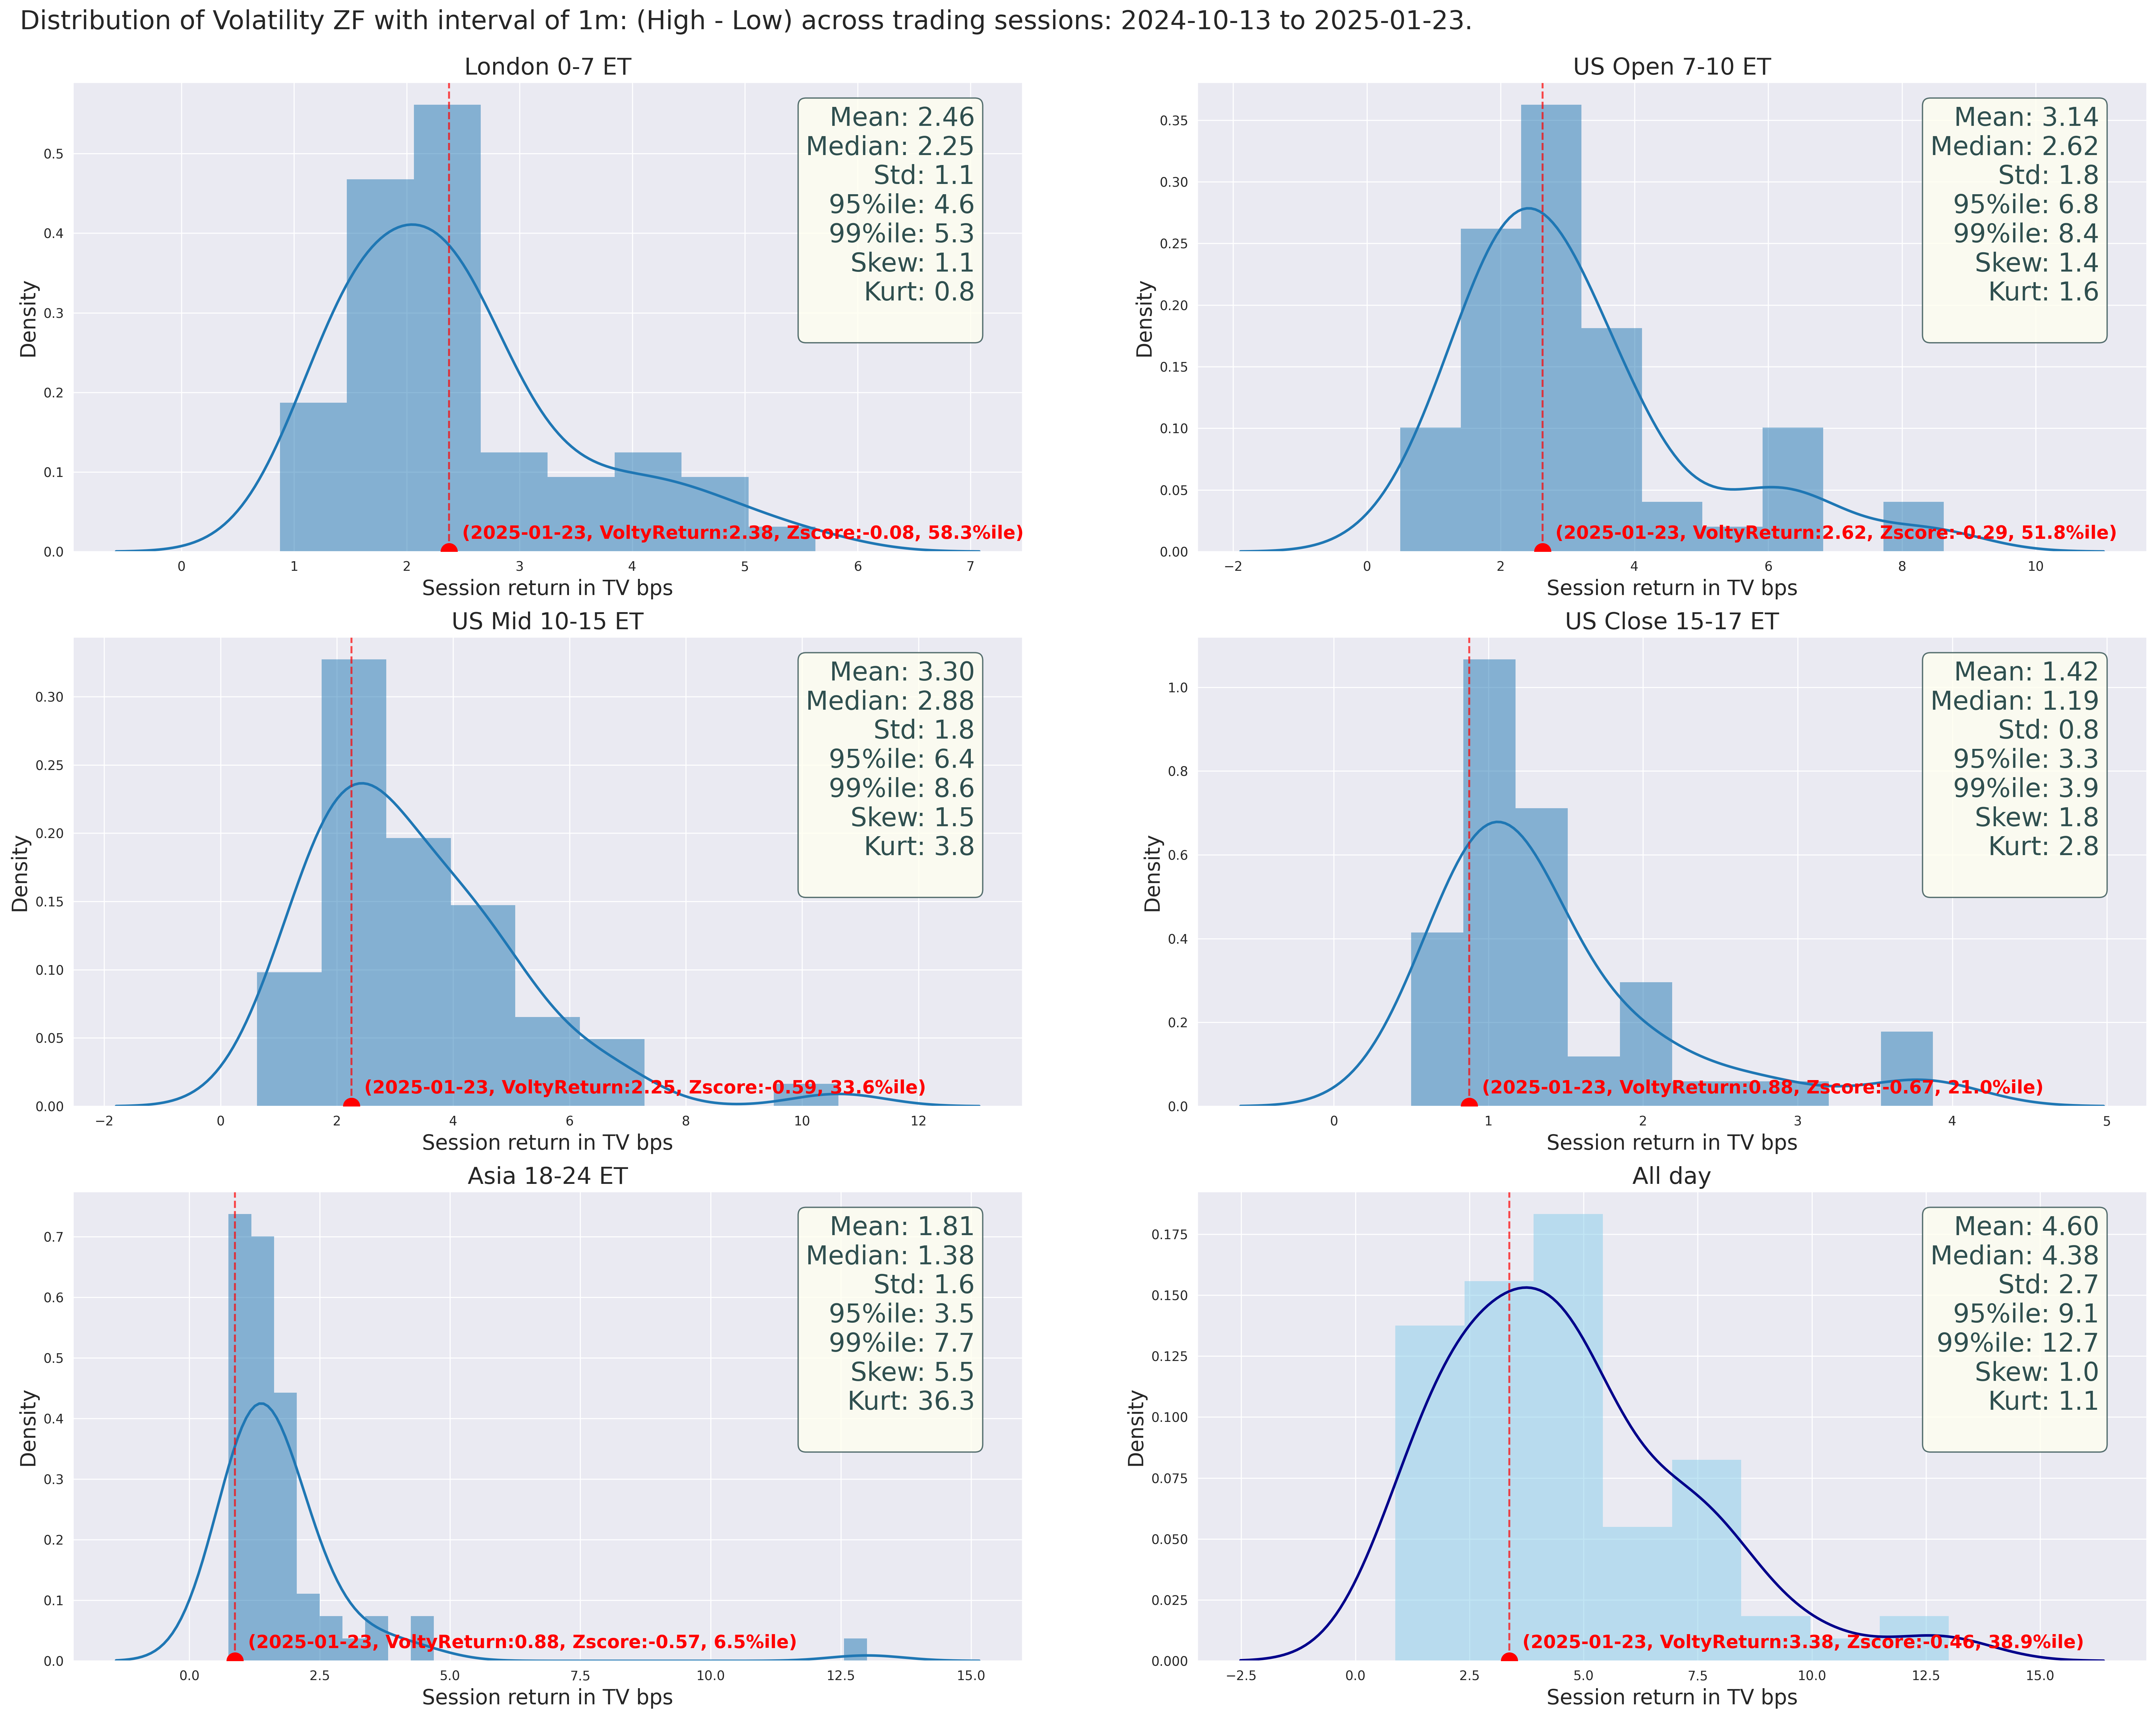 Distribution of Volatility ZF with interval of 1m: (High - Low) across trading sessions: 2024-10-13 to 2025-01-23.
London 0-7 ET
Mean: 2.46
Median: 2.25
Std: 1.1
95%ile: 4.6
99%ile: 5.3
Skew: 1.1
Kurt: 0.8
Density
0.5
0.4
0.3
0.2
0.1
0.0
(2025-01-23, VoltyReturn:2.38, Zscore:-0.08, 58.3%ile)
0 1 2 3 4 5 6 7
Session return in TV bps
US Open 7-10 ET
Mean: 3.14
Median: 2.62
Std: 1.8
95%ile: 6.8
99%ile: 8.4
Skew: 1.4
Kurt: 1.6
Density
0.35
0.30
0.25
0.20
0.15
0.10
0.05
0.00
(2025-01-23, VoltyReturn:2.62, Zscore:-0.29, 51.8%ile)
−2 0 2 4 6 8 10
Session return in TV bps
US Mid 10-15 ET
Mean: 3.30
Median: 2.88
Std: 1.8
95%ile: 6.4
99%ile: 8.6
Skew: 1.5
Kurt: 3.8
Density
0.30
0.25
0.20
0.15
0.10
0.05
0.00
(2025-01-23, VoltyReturn:2.25, Zscore:-0.59, 33.6%ile)
−2 0 2 4 6 8 10 12
Session return in TV bps
US Close 15-17 ET
Mean: 1.42
Median: 1.19
Std: 0.8
95%ile: 3.3
99%ile: 3.9
Skew: 1.8
Kurt: 2.8
Density
1.0
0.8
0.6
0.4
0.2
0.0
(2025-01-23, VoltyReturn:0.88, Zscore:-0.67, 21.0%ile)
0 1 2 3 4 5
Session return in TV bps
Asia 18-24 ET
Mean: 1.81
Median: 1.38
Std: 1.6
95%ile: 3.5
99%ile: 7.7
Skew: 5.5
Kurt: 36.3
Density
0.7
0.6
0.5
0.4
0.3
0.2
0.1
0.0
(2025-01-23, VoltyReturn:0.88, Zscore:-0.57, 6.5%ile)
0.0 2.5 5.0 7.5 10.0 12.5 15.0
Session return in TV bps
All day
Mean: 4.60
Median: 4.38
Std: 2.7
95%ile: 9.1
99%ile: 12.7
Skew: 1.0
Kurt: 1.1
Density
0.175
0.150
0.125
0.100
0.075
0.050
0.025
0.000
(2025-01-23, VoltyReturn:3.38, Zscore:-0.46, 38.9%ile)
−2.5 0.0 2.5 5.0 7.5 10.0 12.5 15.0
Session return in TV bps